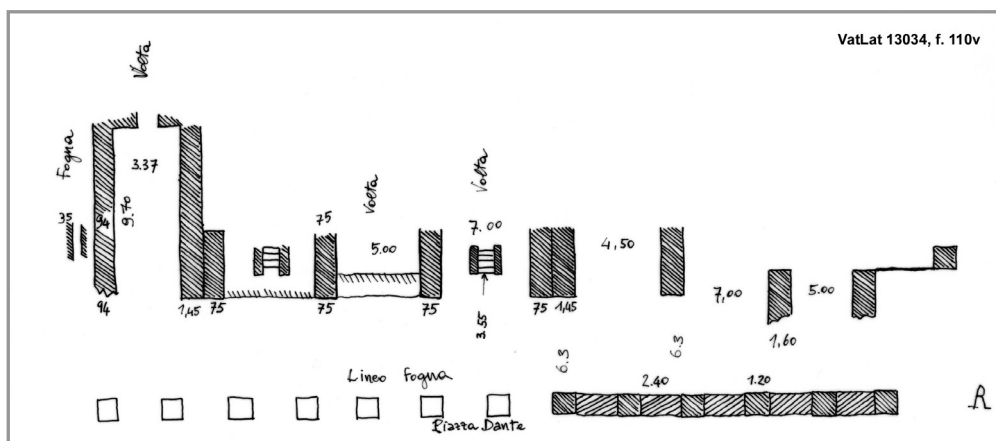 VatLat 13034, f. 110v
Volta
Fogna
3.37
35
94
9.70
94
1,45
75
75
5.00
Volta
75
75
7.00
Volta
3.55
75
1,45
4,50
7,00
5.00
1,60
6.3
6.3
2.40
1.20
Lineo Fogna
Piazza Dante
R